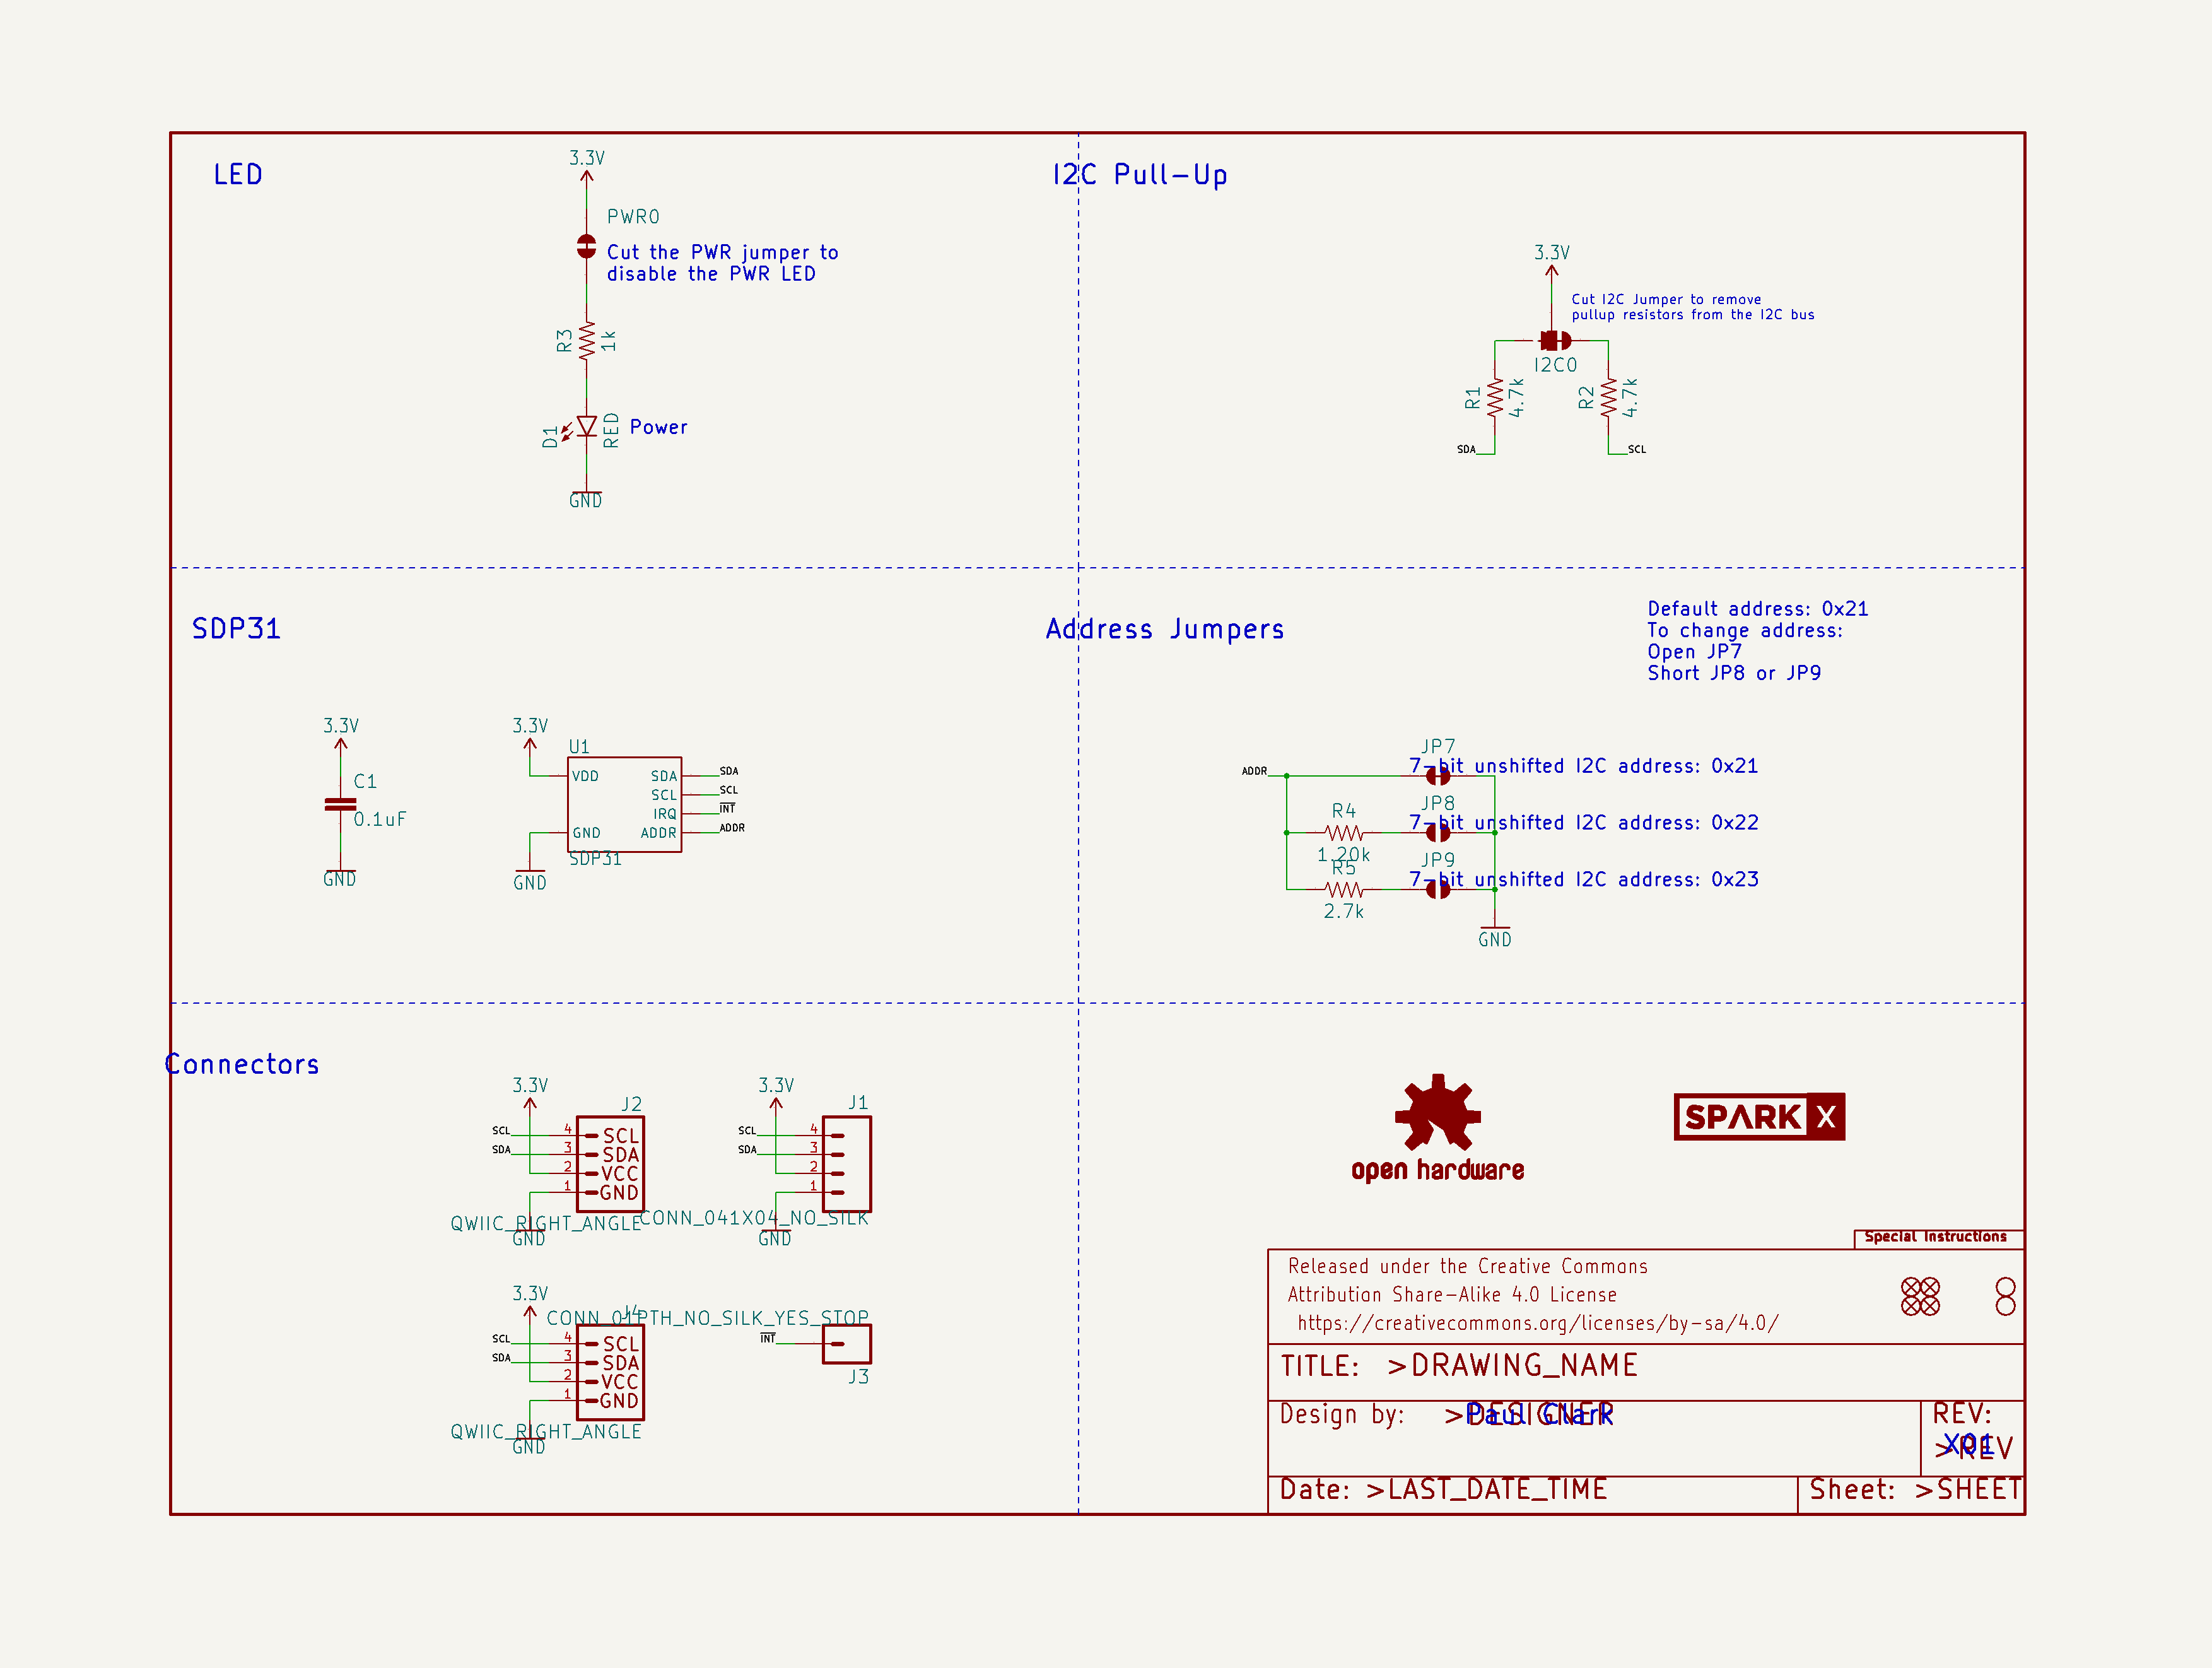 LED
3.3V
PWR0
Cut the PWR jumper to
disable the PWR LED
R3
1k
D1
RED
Power
GND
I2C Pull-Up
3.3V
Cut I2C Jumper to remove
pullup resistors from the I2C bus
I2C0
R1
4.7k
R2
4.7k
SDA
SCL
SDP31
3.3V
C1
0.1uF
GND
3.3V
U1
VDD
GND
SDA
SCL
IRQ
ADDR
SDP31
SDA
SCL
INT
ADDR
GND
Address Jumpers
Default address: 0x21
To change address:
Open JP7
Short JP8 or JP9
ADDR
JP7
7-bit unshifted I2C address: 0x21
R4
JP8
7-bit unshifted I2C address: 0x22
1.20k
R5
JP9
7-bit unshifted I2C address: 0x23
2.7k
GND
Connectors
3.3V
J2
SCL
SDA
4
3
2
1
SCL
SDA
VCC
GND
QWIIC_RIGHT_ANGLE
GND
3.3V
J1
SCL
SDA
4
3
2
1
CONN_041X04_NO_SILK
GND
3.3V
J4
SCL
SDA
4
3
2
1
SCL
SDA
VCC
GND
QWIIC_RIGHT_ANGLE
GND
CONN_01PTH_NO_SILK_YES_STOP
INT
J3
open hardware
SPARK X
Special Instructions
Released under the Creative Commons
Attribution Share-Alike 4.0 License
https://creativecommons.org/licenses/by-sa/4.0/
TITLE: >DRAWING_NAME
Design by: >DESIGNER
Paul Clark
REV:
>REV
X01
Date: >LAST_DATE_TIME
Sheet: >SHEET